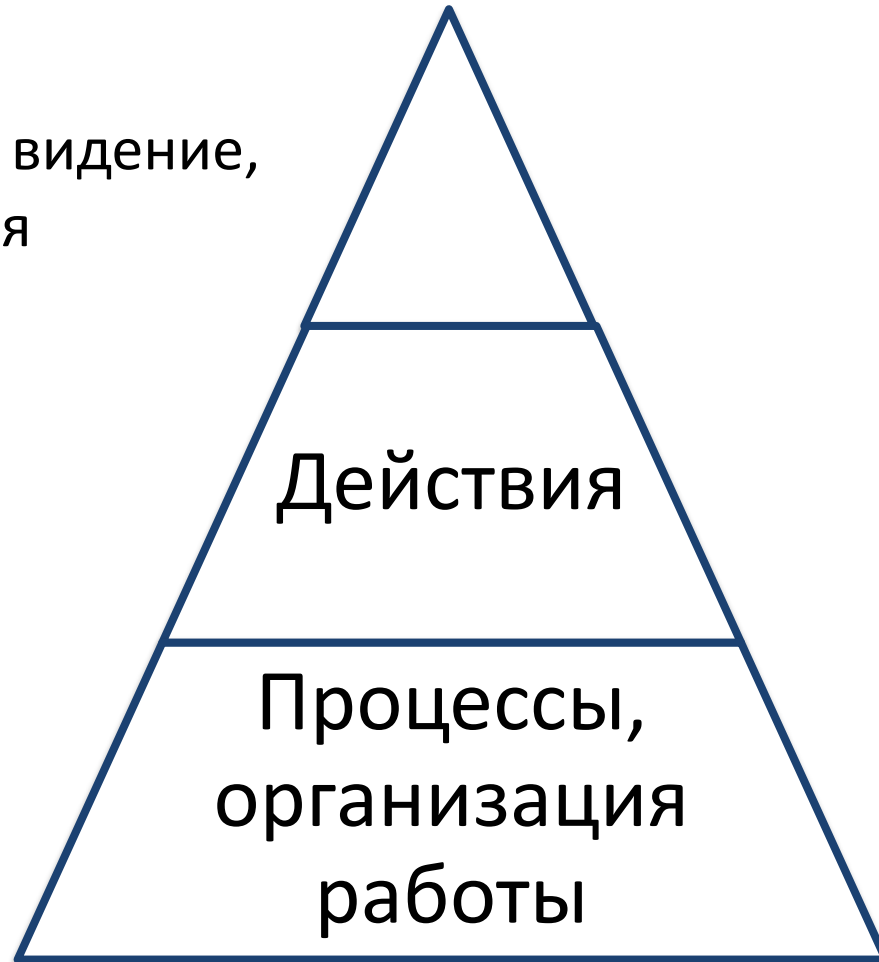 видение,
я
Действия
Процессы,
организация
работы